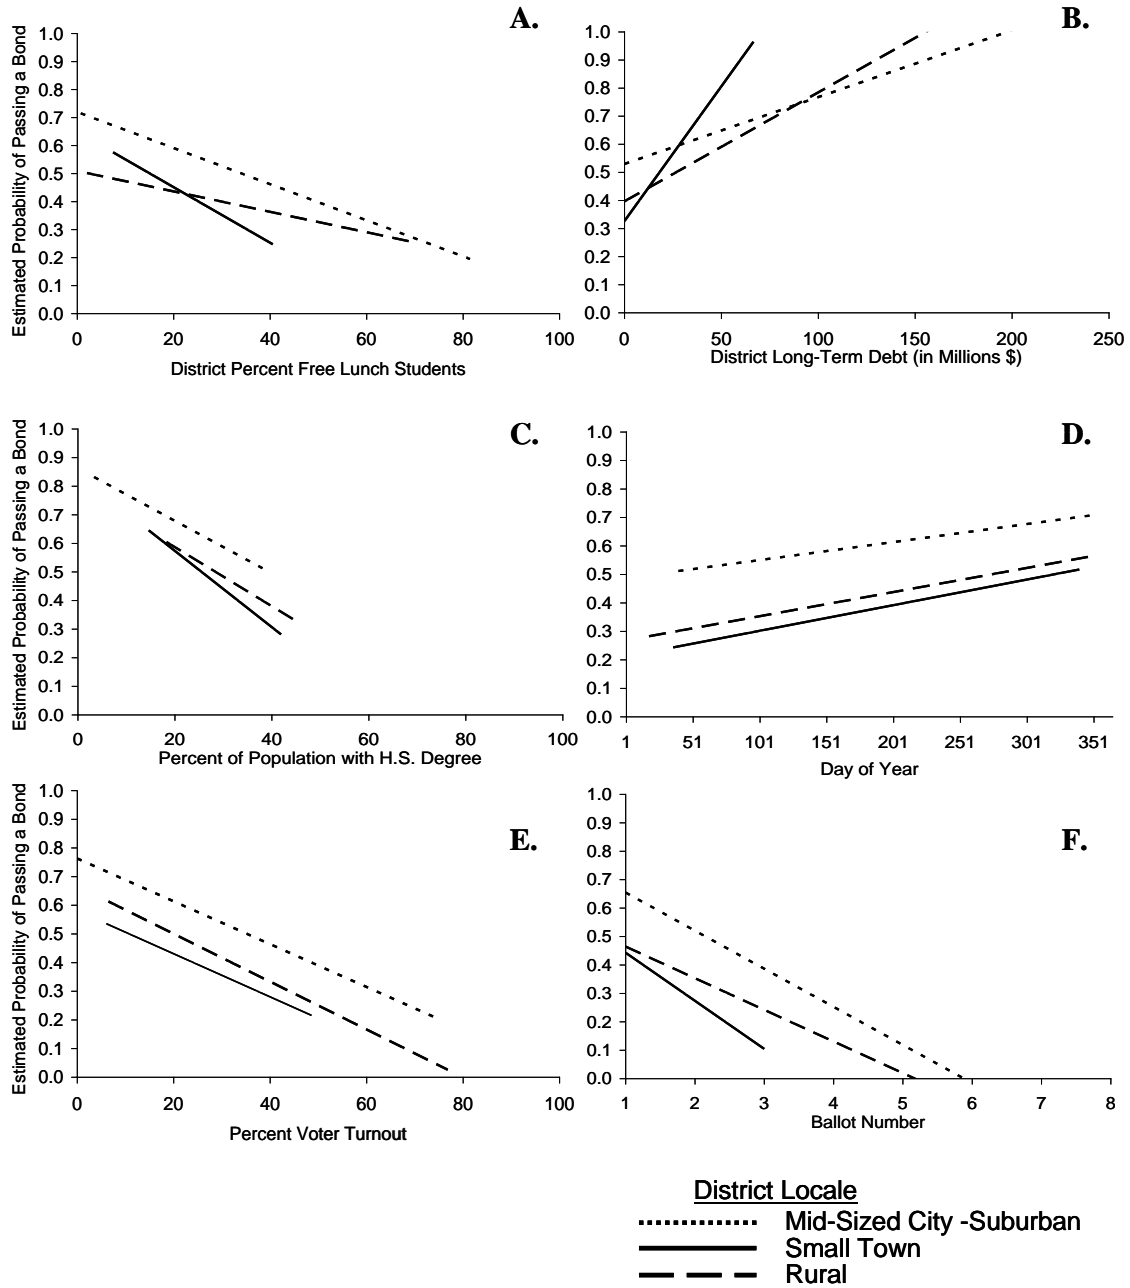 A.
Estimated Probability of Passing a Bond
1.0
0.9
0.8
0.7
0.6
0.5
0.4
0.3
0.2
0.1
0.0
0 20 40 60 80 100
District Percent Free Lunch Students
B.
1.0
0.9
0.8
0.7
0.6
0.5
0.4
0.3
0.2
0.1
0.0
0 50 100 150 200 250
District Long-Term Debt (in Millions $)
C.
Estimated Probability of Passing a Bond
1.0
0.9
0.8
0.7
0.6
0.5
0.4
0.3
0.2
0.1
0.0
0 20 40 60 80 100
Percent of Population with H.S. Degree
D.
1.0
0.9
0.8
0.7
0.6
0.5
0.4
0.3
0.2
0.1
0.0
1 51 101 151 201 251 301 351
Day of Year
E.
Estimated Probability of Passing a Bond
1.0
0.9
0.8
0.7
0.6
0.5
0.4
0.3
0.2
0.1
0.0
0 20 40 60 80 100
Percent Voter Turnout
F.
1.0
0.9
0.8
0.7
0.6
0.5
0.4
0.3
0.2
0.1
0.0
1 2 3 4 5 6 7 8
Ballot Number
District Locale
Mid-Sized City -Suburban
Small Town
Rural